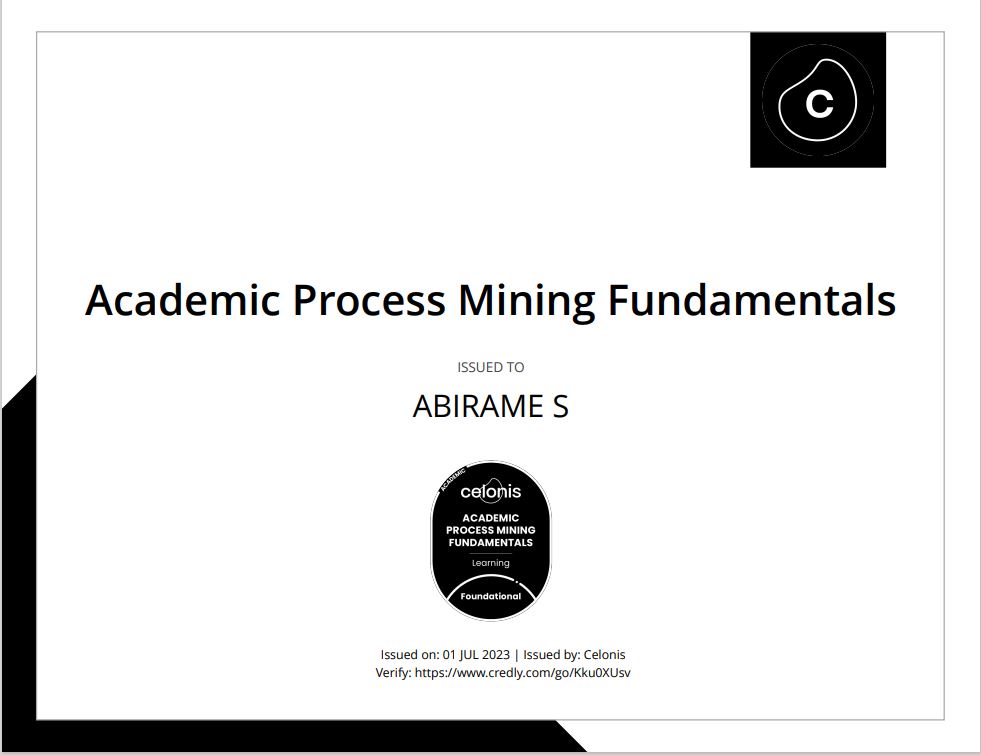 C
Academic Process Mining Fundamentals
ISSUED TO
ABIRAME S
ACADEMIC
celonis
ACADEMIC
PROCESS MINING
FUNDAMENTALS
Learning
Foundational
Issued on: 01 JUL 2023 | Issued by: Celonis
Verify: https://www.credly.com/go/Kku0XUsv